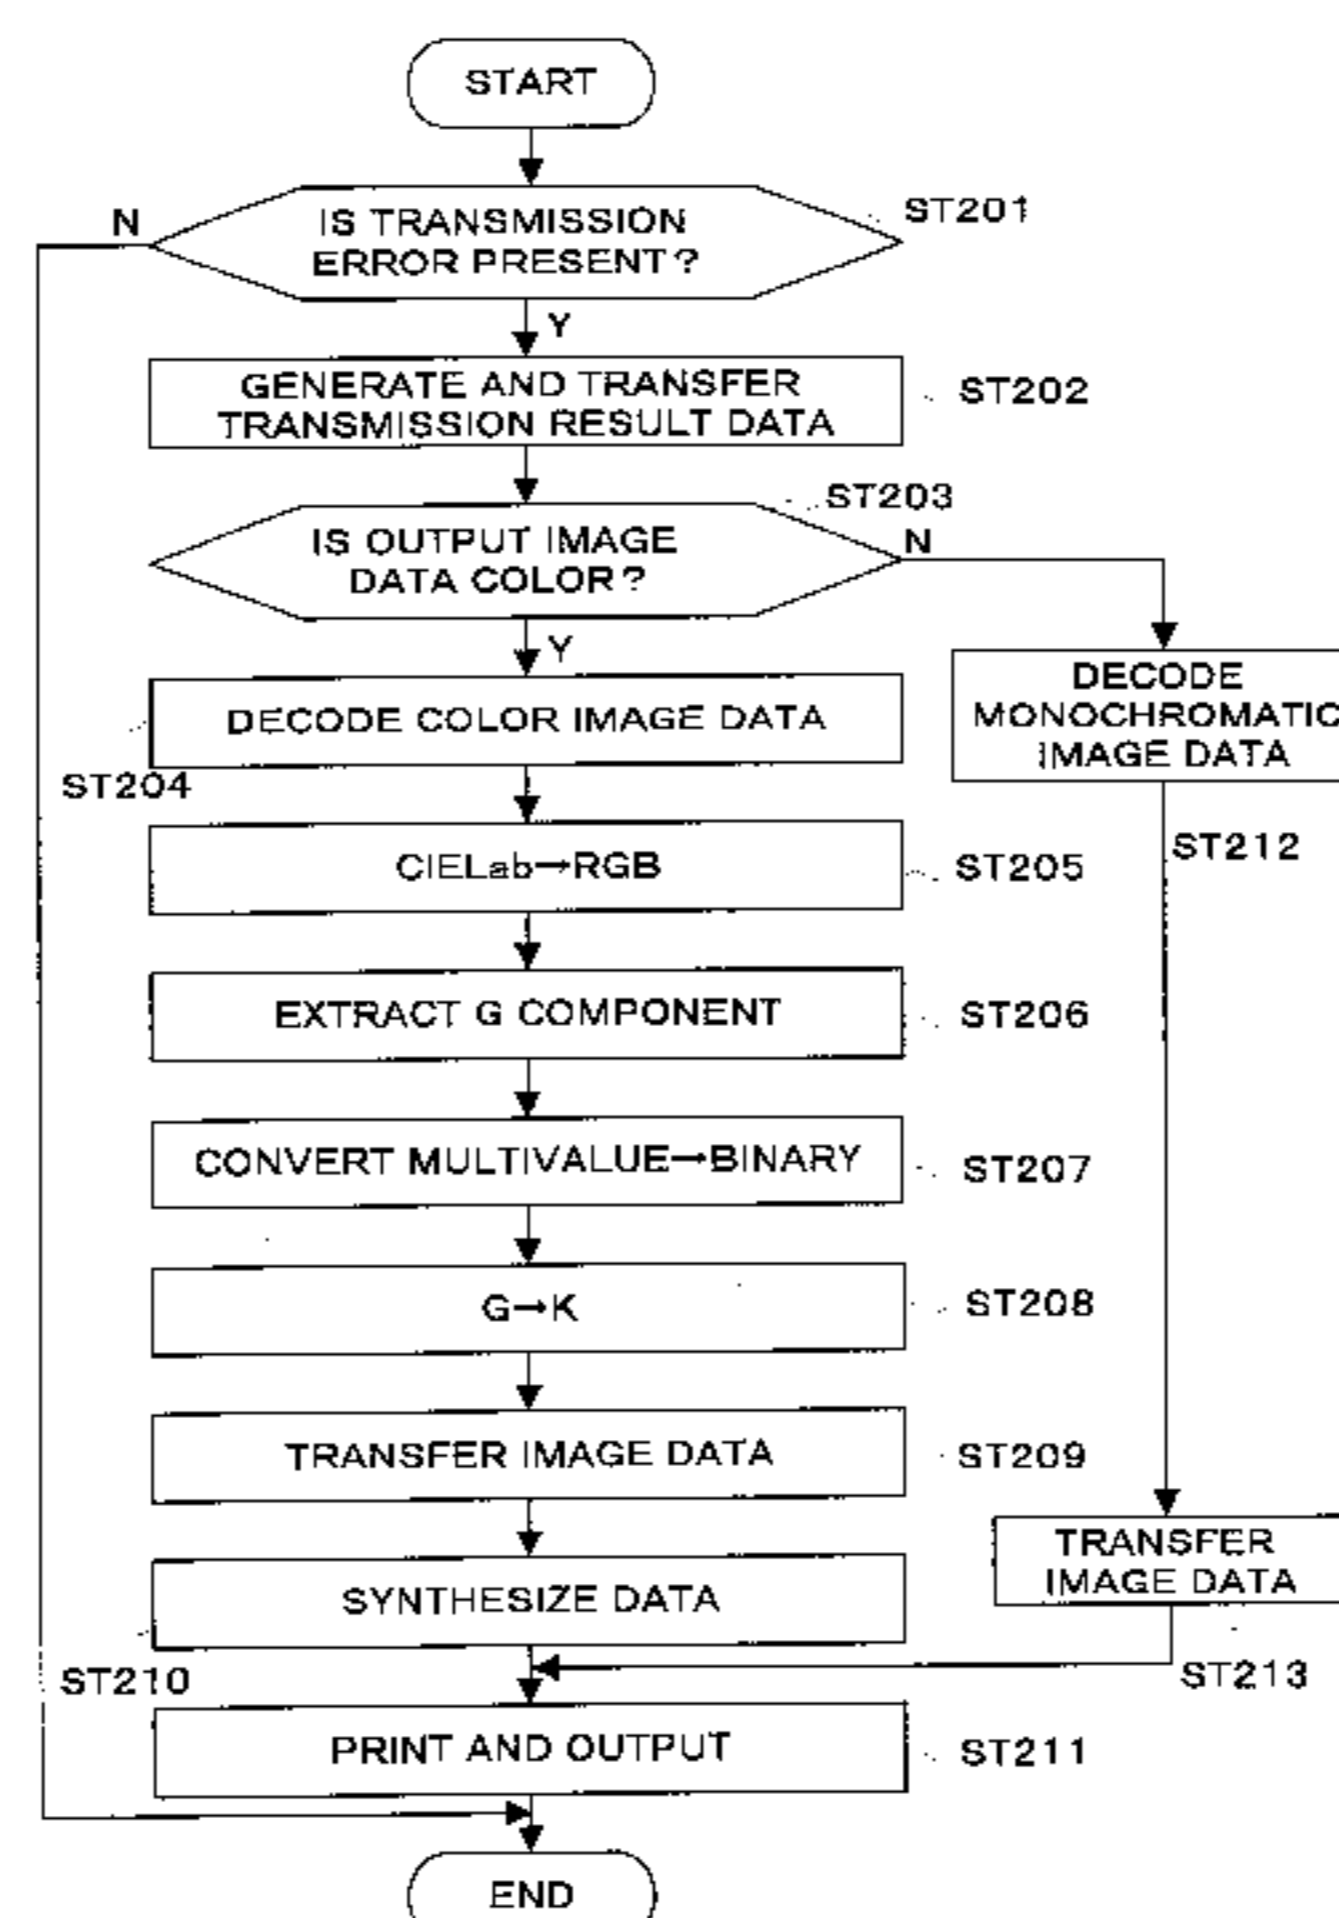 START
N
IS TRANSMISSION
ERROR PRESENT?
ST201
Y
GENERATE AND TRANSFER
TRANSMISSION RESULT DATA
ST202
ST203
IS OUTPUT IMAGE
DATA COLOR?
N
Y
DECODE COLOR IMAGE DATA
ST204
DECODE
MONOCHROMATIC
IMAGE DATA
ST212
CIELab→RGB
ST205
EXTRACT G COMPONENT
ST206
CONVERT MULTIVALUE→BINARY
ST207
G→K
ST208
TRANSFER IMAGE DATA
ST209
TRANSFER
IMAGE DATA
ST213
SYNTHESIZE DATA
ST210
PRINT AND OUTPUT
ST211
END